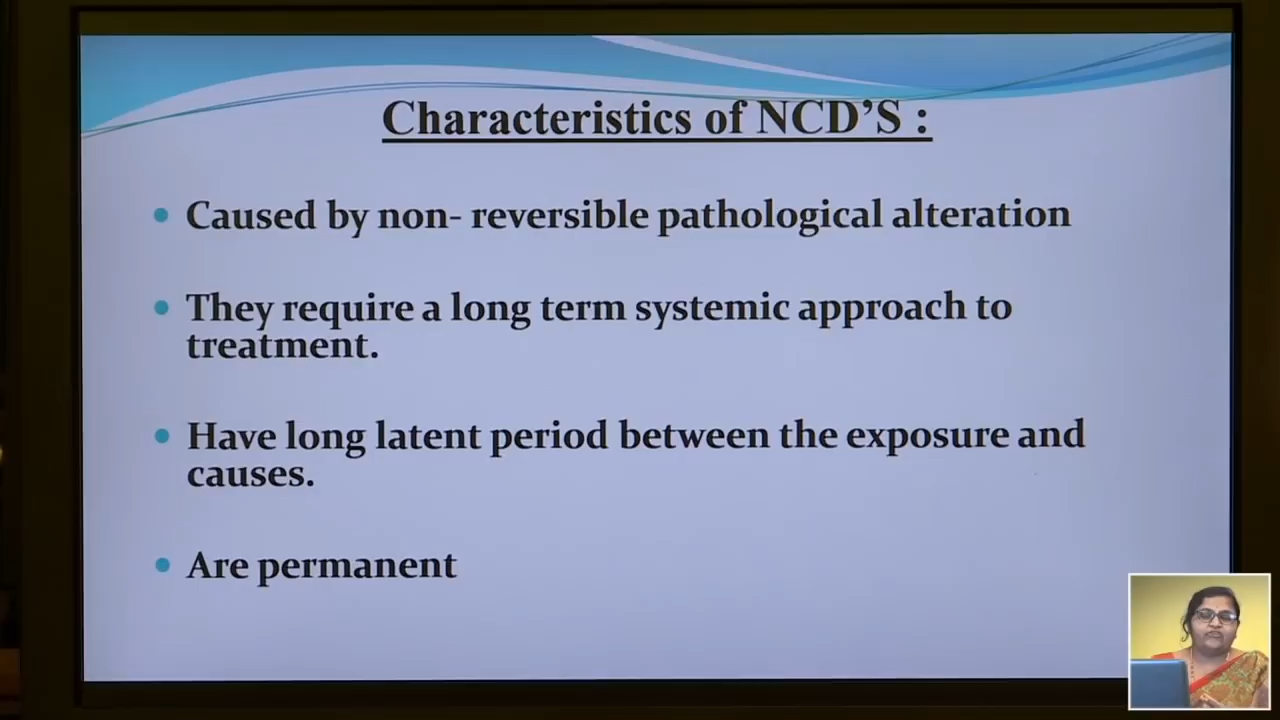 Characteristics of NCD'S :
• Caused by non- reversible pathological alteration
• They require a long term systemic approach to
treatment.
• Have long latent period between the exposure and
causes.
• Are permanent